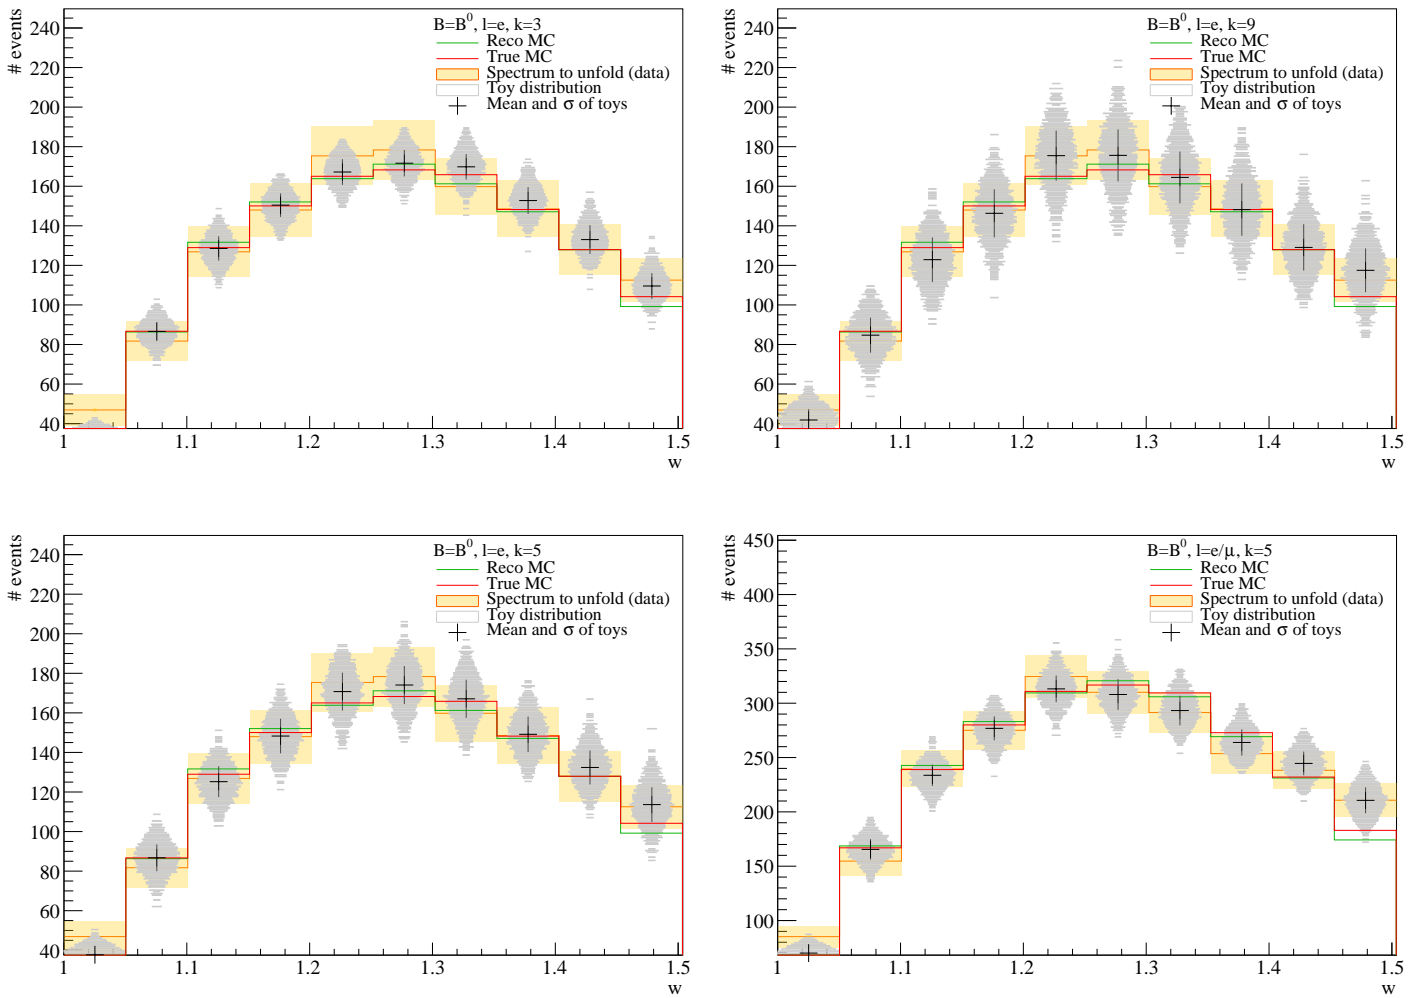 B=B⁰, l=e, k=3
Reco MC
True MC
Spectrum to unfold (data)
Toy distribution
Mean and σ of toys
# events
240
220
200
180
160
140
120
100
80
60
40
1 1.1 1.2 1.3 1.4 1.5
w
B=B⁰, l=e, k=9
Reco MC
True MC
Spectrum to unfold (data)
Toy distribution
Mean and σ of toys
# events
240
220
200
180
160
140
120
100
80
60
40
1 1.1 1.2 1.3 1.4 1.5
w
B=B⁰, l=e, k=5
Reco MC
True MC
Spectrum to unfold (data)
Toy distribution
Mean and σ of toys
# events
240
220
200
180
160
140
120
100
80
60
40
1 1.1 1.2 1.3 1.4 1.5
w
B=B⁰, l=e/μ, k=5
Reco MC
True MC
Spectrum to unfold (data)
Toy distribution
Mean and σ of toys
# events
450
400
350
300
250
200
150
100
1 1.1 1.2 1.3 1.4 1.5
w